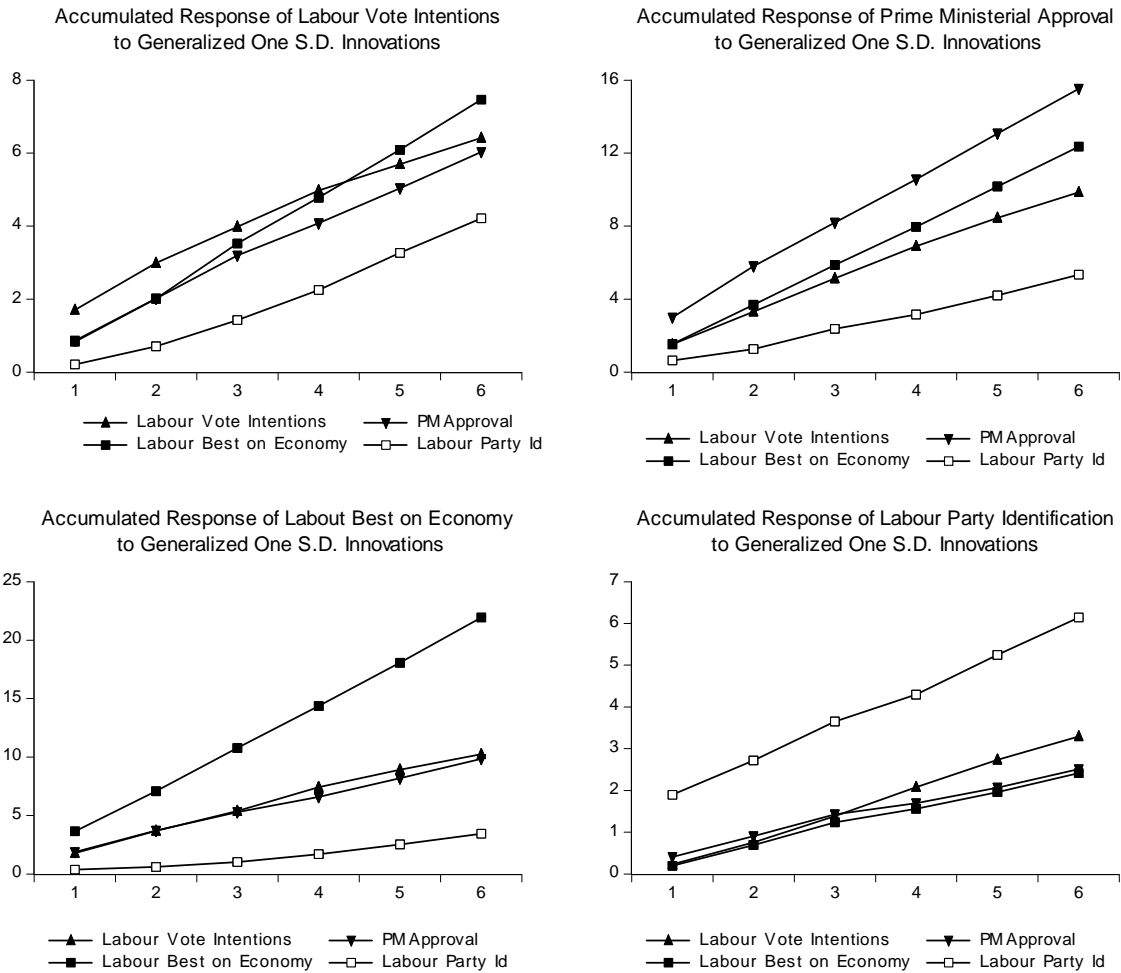 Accumulated Response of Labour Vote Intentions
to Generalized One S.D. Innovations
8
6
4
2
0
1 2 3 4 5 6
Labour Vote Intentions PM Approval
Labour Best on Economy Labour Party Id
Accumulated Response of Prime Ministerial Approval
to Generalized One S.D. Innovations
16
12
8
4
0
1 2 3 4 5 6
Labour Vote Intentions PM Approval
Labour Best on Economy Labour Party Id
Accumulated Response of Labout Best on Economy
to Generalized One S.D. Innovations
25
20
15
10
5
0
1 2 3 4 5 6
Labour Vote Intentions PM Approval
Labour Best on Economy Labour Party Id
Accumulated Response of Labour Party Identification
to Generalized One S.D. Innovations
7
6
5
4
3
2
1
0
1 2 3 4 5 6
Labour Vote Intentions PM Approval
Labour Best on Economy Labour Party Id